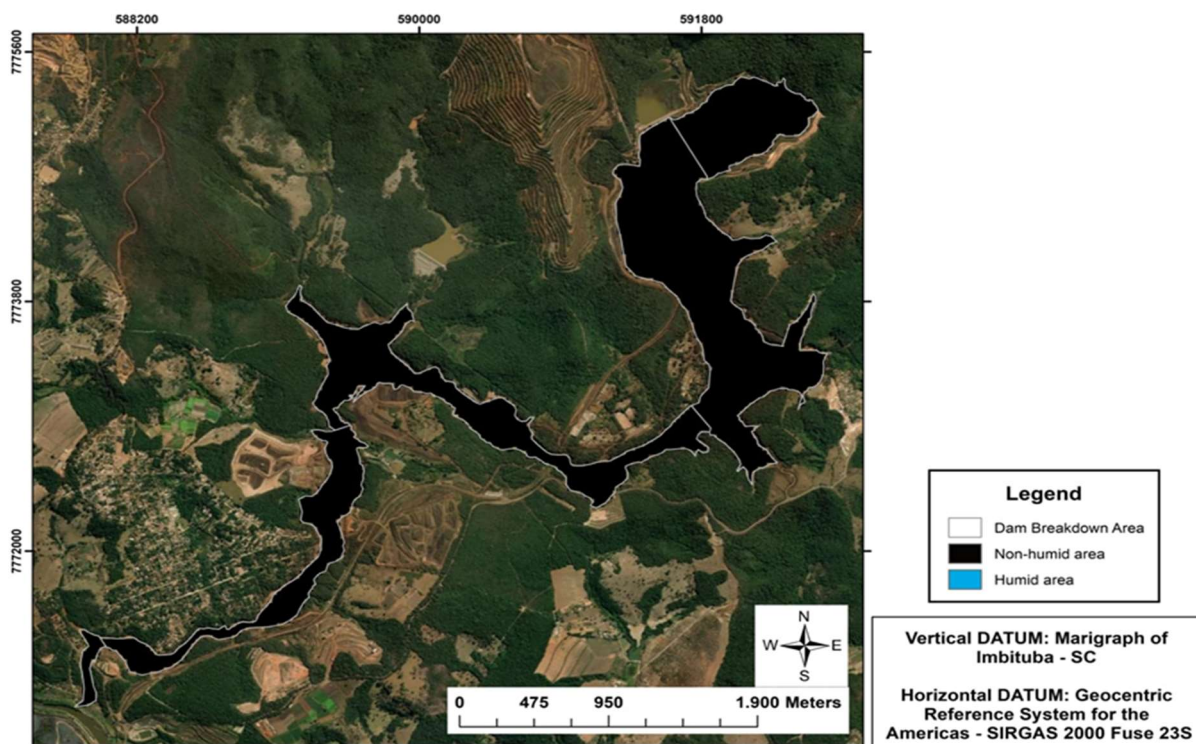 588200
590000
591800
7775600
7773800
7772000
Legend
Dam Breakdown Area
Non-humid area
Humid area
N
W
E
S
0
475
950
1.900 Meters
Vertical DATUM: Marigraph of
Imbituba - SC
Horizontal DATUM: Geocentric
Reference System for the
Americas - SIRGAS 2000 Fuse 23S